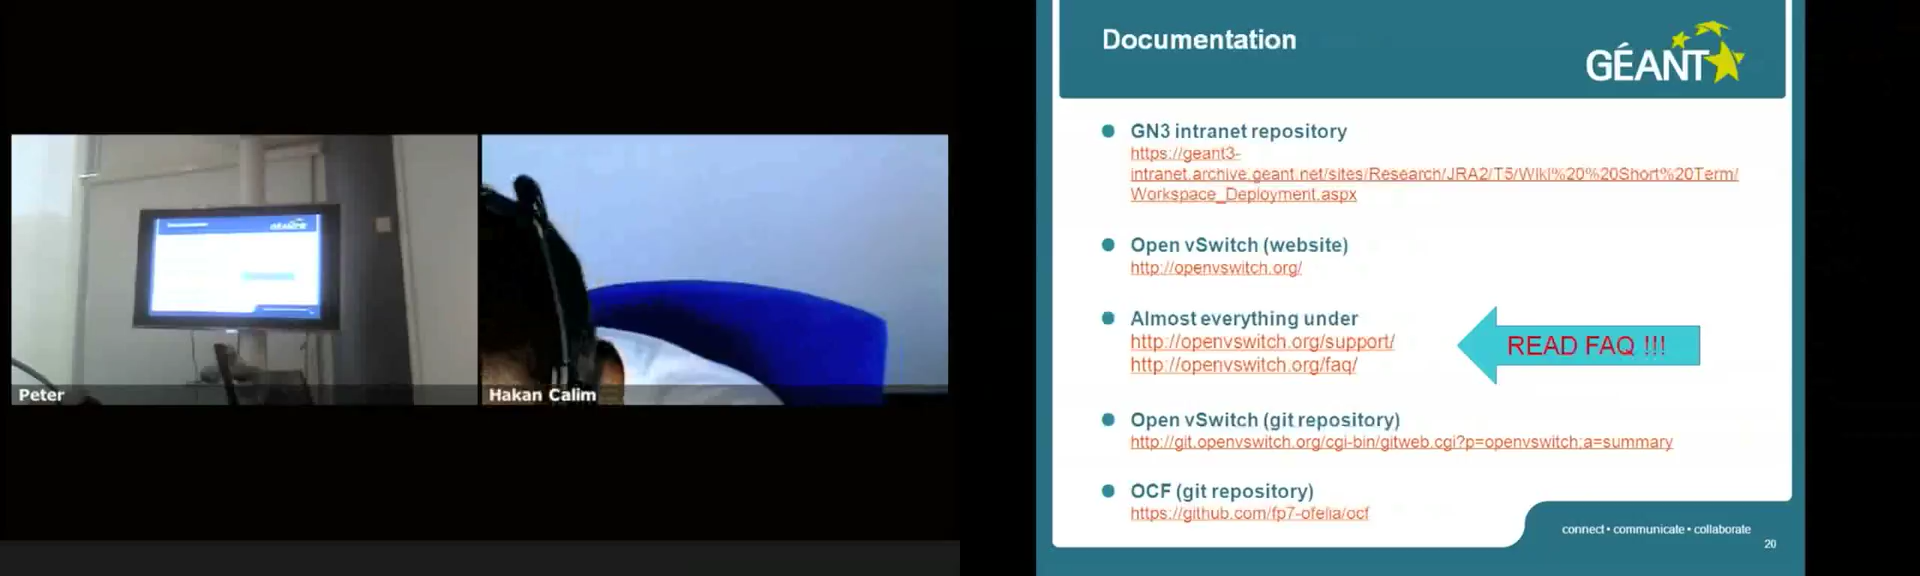 Peter
Hakan Calim
Documentation
GÉANT
GN3 intranet repository
https://geant3-
intranet.archive.geant.net/sites/Research/JRA2/T5/Wiki%20%20Short%20Term/
Workspace_Deployment.aspx
Open vSwitch (website)
http://openvswitch.org/
Almost everything under
http://openvswitch.org/support/
http://openvswitch.org/faq/
READ FAQ !!!
Open vSwitch (git repository)
http://git.openvswitch.org/cgi-bin/gitweb.cgi?p=openvswitch;a=summary
OCF (git repository)
https://github.com/fp7-ofelia/ocf
connect • communicate • collaborate
20